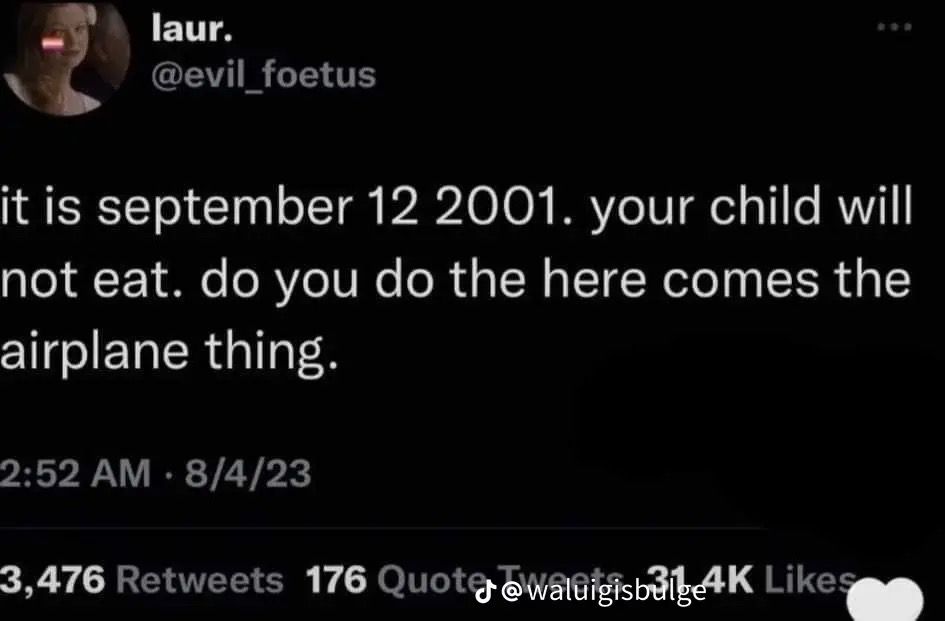 laur.
@evil_foetus
it is september 12 2001. your child will
not eat. do you do the here comes the
airplane thing.
2:52 AM · 8/4/23
3,476 Retweets 176 Quote Tweets 31.4K Likes
@waluigisbulge